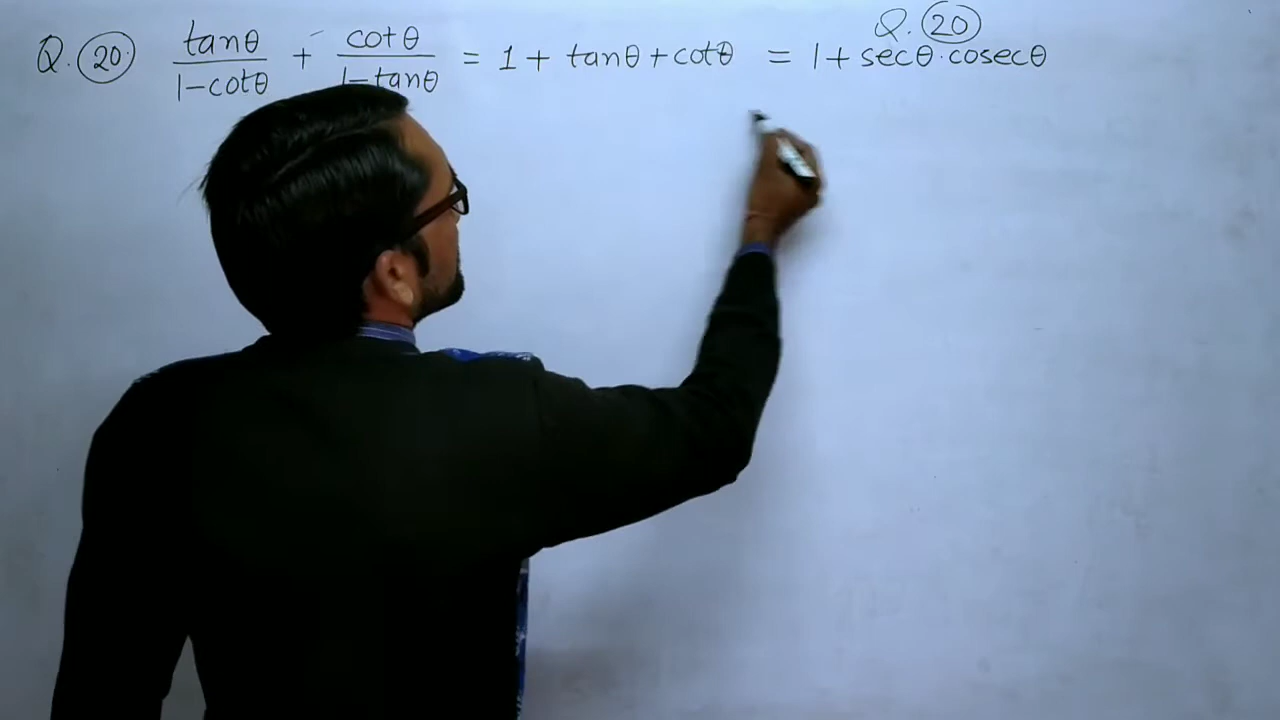 Q. 20
Q. 20 tanθ/1-cotθ + cotθ/1-tanθ = 1 + tanθ + cotθ = 1 + secθ.cosecθ